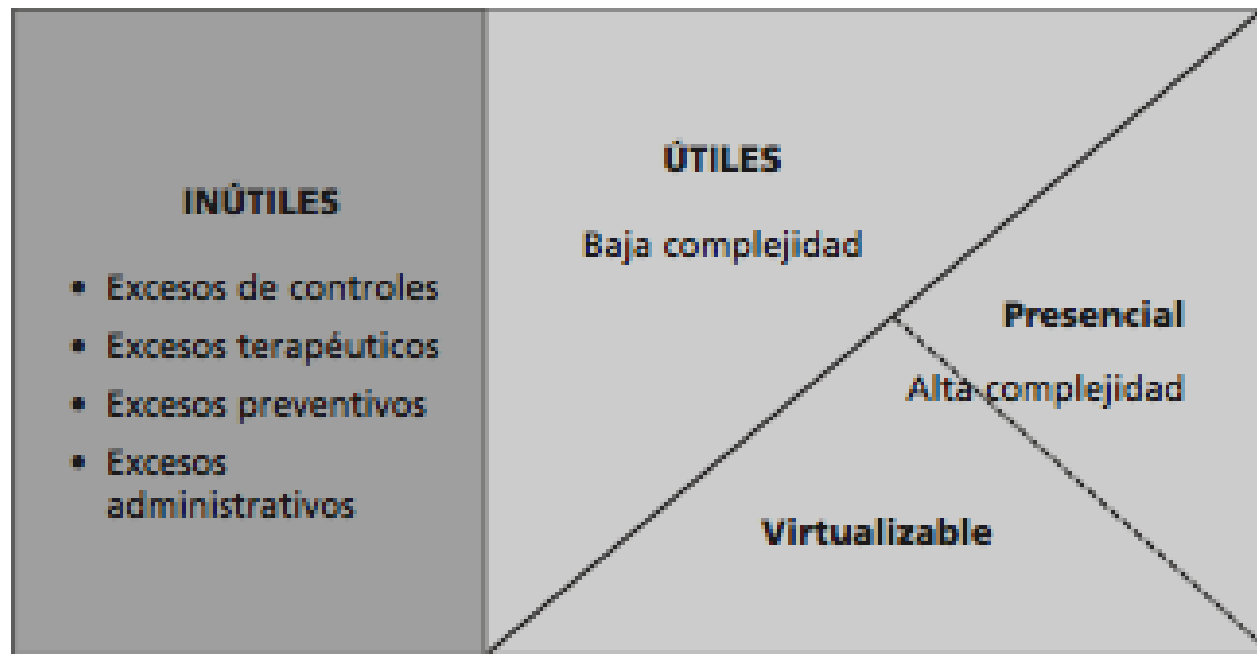 INÚTILES
• Excesos de controles
• Excesos terapéuticos
• Excesos preventivos
• Excesos
administrativos
ÚTILES
Baja complejidad
Presencial
Alta complejidad
Virtualizable